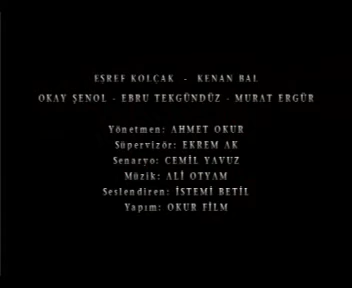 EŞREF KOLÇAK - KENAN BAL
OKAY ŞENOL - EBRU TEKGÜNDÜZ - MURAT ERGÜR
Yönetmen: AHMET OKUR
Süpervizör: EKREM AK
Senaryo: CEMİL YAVUZ
Müzik: ALİ OTYAM
Seslendiren: İSTEMİ BETİL
Yapım: OKUR FİLM